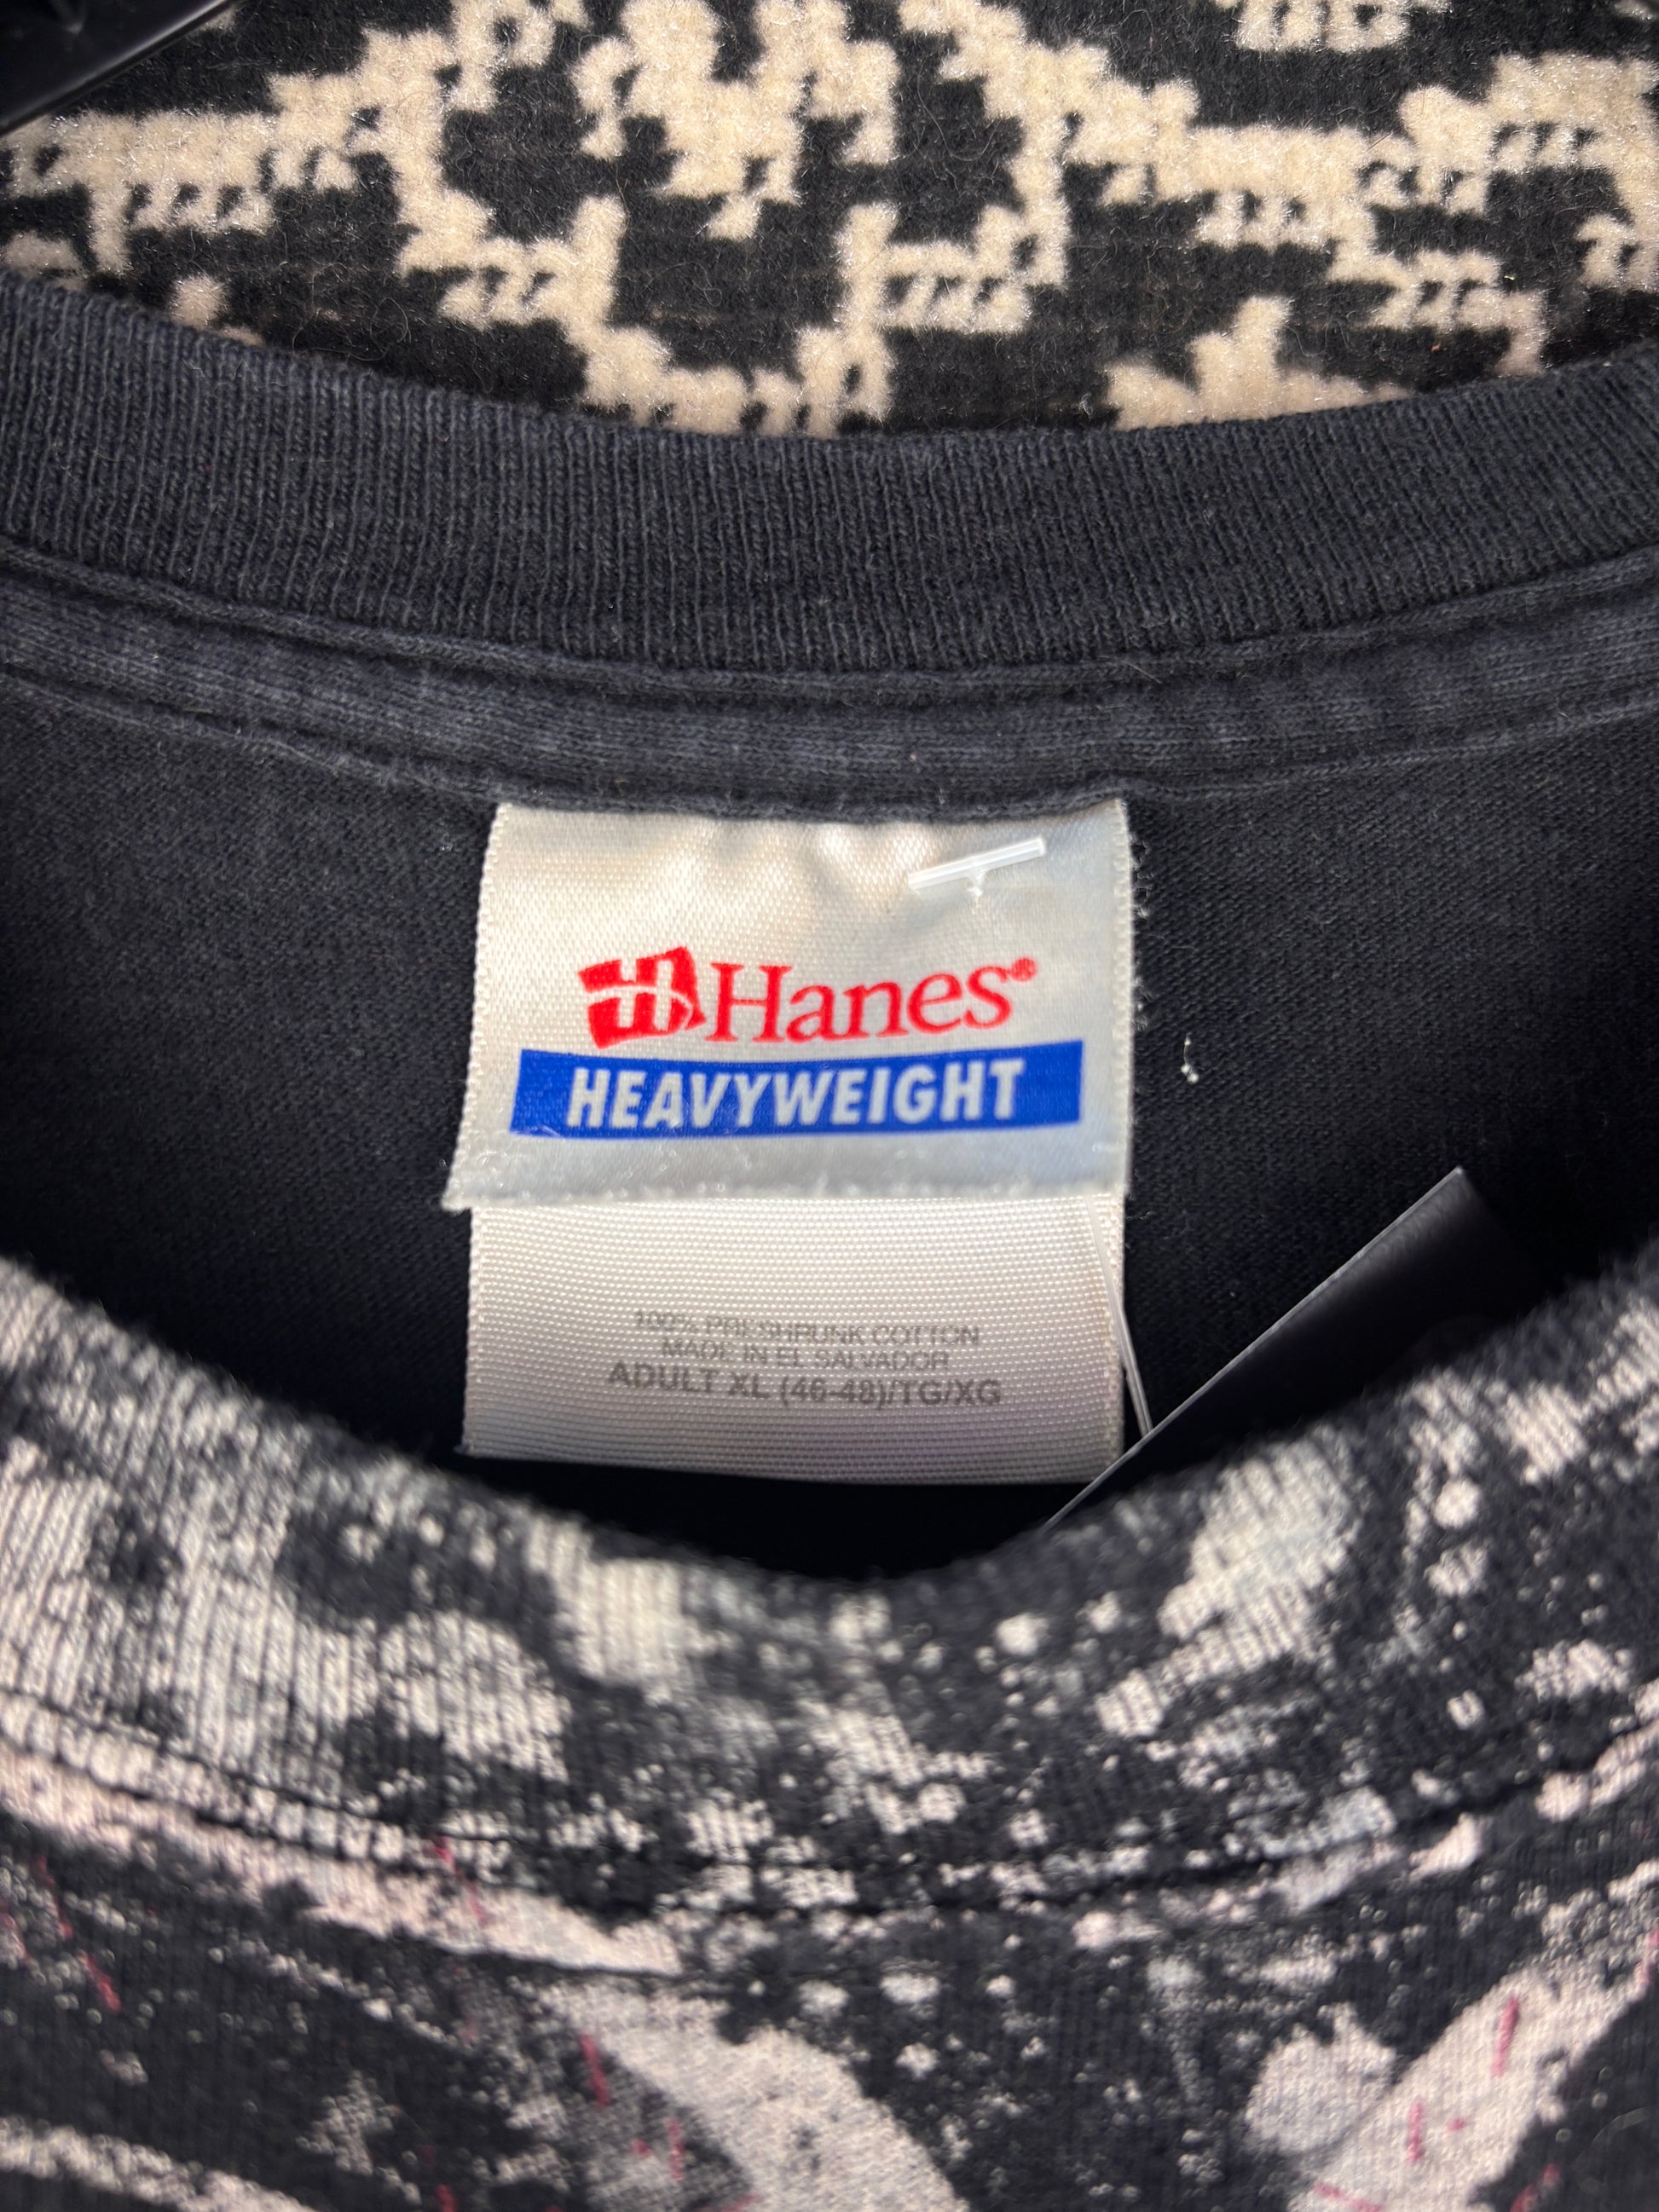 Hanes®
HEAVYWEIGHT
100% PRESHRUNK COTTON
MADE IN EL SALVADOR
ADULT XL (46-48)/TG/XG